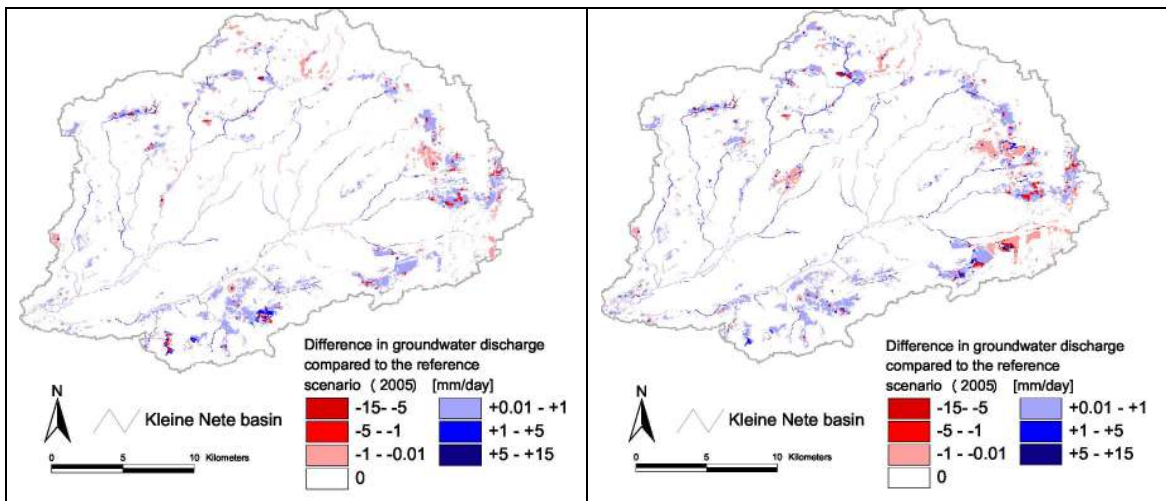 Difference in groundwater discharge
compared to the reference
scenario (2005) [mm/day]
-15- -5
+0.01 - +1
-5 - -1
+1 - +5
-1 - -0.01
+5 - +15
0
N
Kleine Nete basin
0 5 10 Kilometers
Difference in groundwater discharge
compared to the reference
scenario (2005) [mm/day]
-15- -5
+0.01 - +1
-5 - -1
+1 - +5
-1 - -0.01
+5 - +15
0
N
Kleine Nete basin
0 5 10 Kilometers